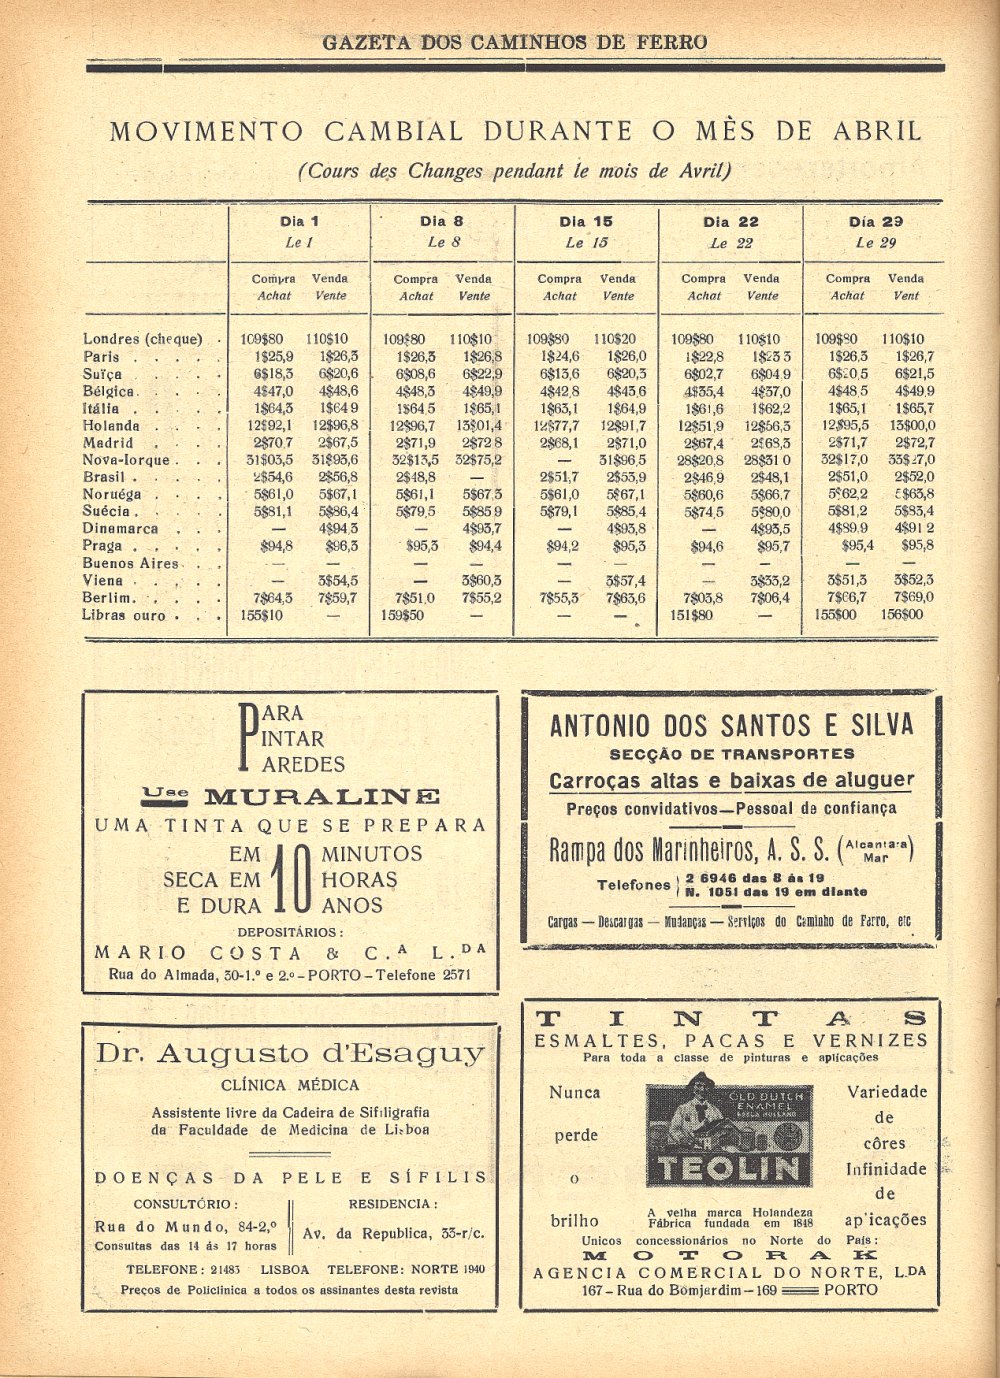 GAZETA DOS CAMINHOS DE FERRO
MOVIMENTO CAMBIAL DURANTE O MÊS DE ABRIL
(Cours des Changes pendant le mois de Avril)
Dia 1 Dia 8 Dia 15 Dia 22 Día 29
Le 1 Le 8 Le 15 Le 22 Le 29
Compra Venda Compra Venda Compra Venda Compra Venda Compra Venda
Achat Vente Achat Vente Achat Vente Achat Vente Achat Vent
Londres (cheque) . 109$80 110$10 109$80 110$10 109$80 110$20 109$80 110$10 109$80 110$10
Paris . . . . . 1$25,9 1$26,3 1$26,3 1$26,8 1$24,6 1$26,0 1$22,8 1$23 3 1$26,3 1$26,7
Suíça . . . . . 6$18,3 6$20,6 6$08,6 6$22,9 6$13,6 6$20,3 6$02,7 6$04 9 6$20,5 6$21,5
Bélgica. . . . . 4$47,0 4$48,6 4$48,3 4$49,9 4$42,8 4$43,6 4$35,4 4$37,0 4$48 5 4$49 9
Itália . . . . . 1$64,3 1$64 9 1$64 5 1$65,1 1$63,1 1$64,9 1$61,6 1$62,2 1$65,1 1$65,7
Holanda . . . . 12$92,1 12$96,8 12$96,7 13$01,4 12$77,7 12$91,7 12$51,9 12$56,3 12$95,5 13$00,0
Madrid . . . . 2$70,7 2$67,5 2$71,9 2$72 8 2$68,1 2$71,0 2$67,4 2$68,3 2$71,7 2$72,7
Nova-Iorque . . . 31$03,5 31$93,6 32$13,5 32$75,2 — 31$96,5 28$20,8 28$31 0 32$17,0 33$27,0
Brasil . . . . . 2$54,6 2$56,8 2$48,8 — 2$51,7 2$53,9 2$46,9 2$48,1 2$51,0 2$52,0
Noruéga . . . . 5$61,0 5$67,1 5$61,1 5$67,3 5$61,0 5$67,1 5$60,6 5$66,7 5$62,2 5$63,8
Suécia . . . . . 5$81,1 5$86,4 5$79,5 5$85 9 5$79,1 5$85,4 5$74,5 5$80,0 5$81,2 5$83,4
Dinamarca . . . — 4$94 3 — 4$93,7 — 4$93,8 — 4$93,5 4$89.9 4$91 2
Praga . . . . . $94,8 $96,3 $95,3 $94,4 $94,2 $95,3 $94,6 $95,7 $95,4 $95,8
Buenos Aires . . — — — — — — — — — —
Viena . . . . . — 3$54,5 — 3$60,3 — 3$57,4 — 3$33,2 3$51,3 3$52,3
Berlim. . . . . 7$64,3 7$59,7 7$51,0 7$55,2 7$55,3 7$63,6 7$03,8 7$06,4 7$66,7 7$69,0
Libras ouro . . . 155$10 — 159$50 — — — 151$80 — 155$00 156$00
PARA
PINTAR
PAREDES
Use MURALINE
UMA TINTA QUE SE PREPARA
EM 10 MINUTOS
SECA EM 10 HORAS
E DURA 10 ANOS
DEPOSITÁRIOS:
MARIO COSTA & C.A L.DA
Rua do Almada, 30-1.º e 2.º – PORTO – Telefone 2571
ANTONIO DOS SANTOS E SILVA
SECÇÃO DE TRANSPORTES
Carroças altas e baixas de aluguer
Preços convidativos—Pessoal de confiança
Rampa dos Marinheiros, A. S. S. (Alcantara Mar)
Telefones 2 6946 das 8 ás 19
N. 1051 das 19 em diante
Cargas — Descargas — Mudanças — Serviços do Caminho de Ferro, etc
Dr. Augusto d'Esaguy
CLÍNICA MÉDICA
Assistente livre da Cadeira de Sifiligrafia
da Faculdade de Medicina de Lisboa
DOENÇAS DA PELE E SÍFILIS
CONSULTÓRIO:
Rua do Mundo, 84-2,º
Consultas das 14 ás 17 horas
RESIDENCIA:
Av. da Republica, 33-r/c.
TELEFONE: 21483 LISBOA TELEFONE: NORTE 1940
Preços de Policlinica a todos os assinantes desta revista
TINTAS
ESMALTES, PACAS E VERNIZES
Para toda a classe de pinturas e aplicações
Nunca
perde
o
brilho
OLD DUTCH
ENAMEL
TEOLIN
Variedade
de
côres
Infinidade
de
ap'icações
A velha marca Holandeza
Fábrica fundada em 1848
Unicos concessionários no Norte do País:
MOTORAK
AGENCIA COMERCIAL DO NORTE, L.DA
167 – Rua do Bomjardim – 169 PORTO